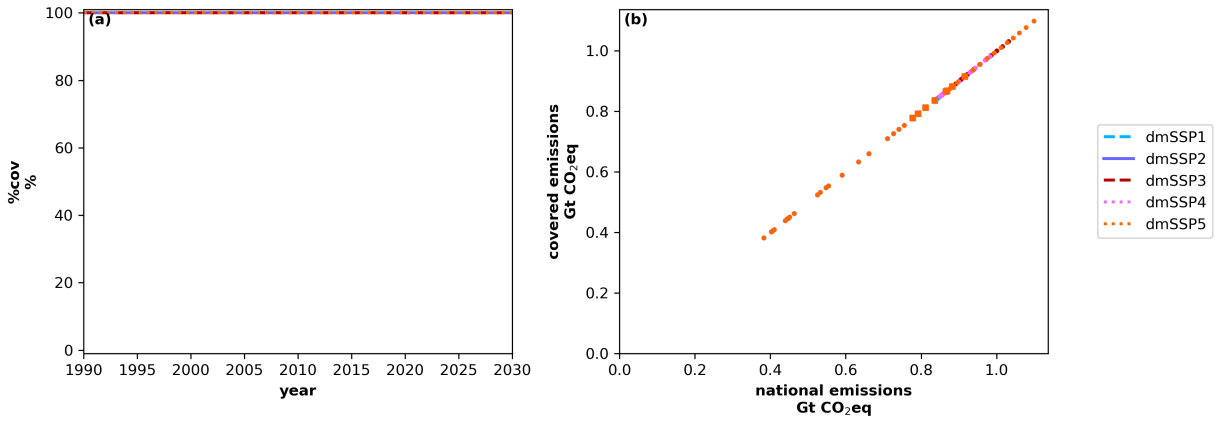 (a)
100
80
60
40
20
0
%cov
%
1990 1995 2000 2005 2010 2015 2020 2025 2030
year
(b)
1.0
0.8
0.6
0.4
0.2
0.0
covered emissions
Gt CO₂eq
0.0 0.2 0.4 0.6 0.8 1.0
national emissions
Gt CO₂eq
dmSSP1
dmSSP2
dmSSP3
dmSSP4
dmSSP5